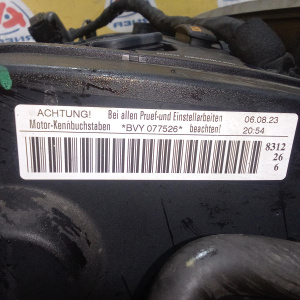 ACHTUNG! Bei allen Pruef-und Einstellarbeiten 06.08.23
Motor-Kennbuchstaben *BVY 077526* beachten! 20:54
8312
26
6